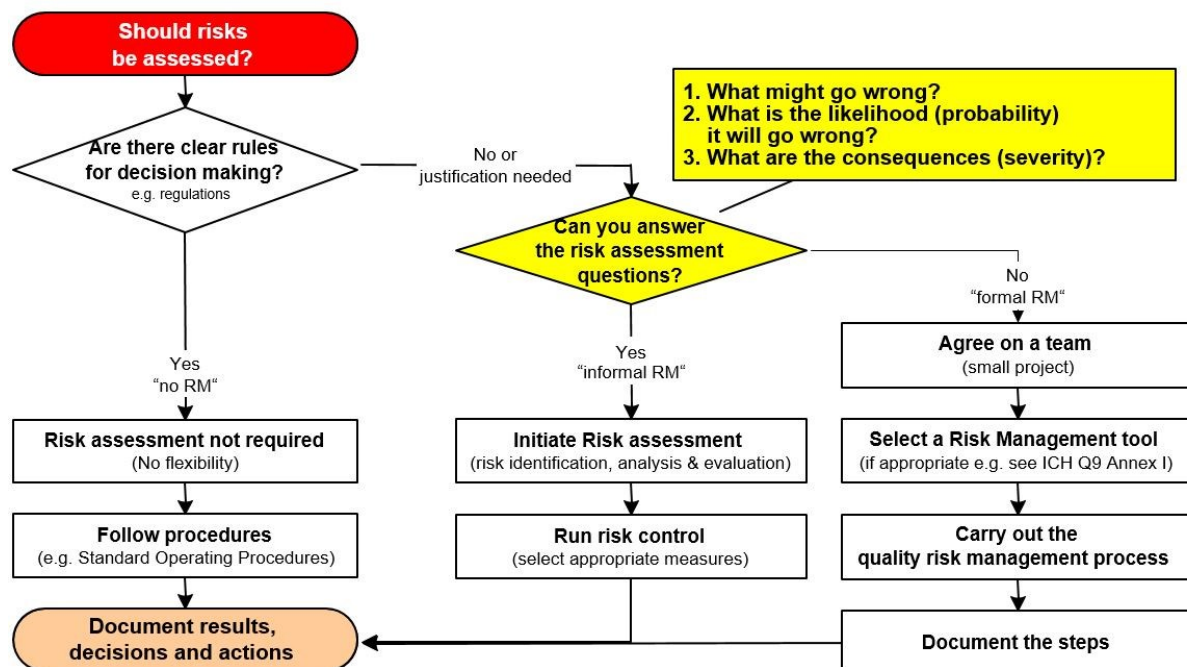 Should risks
be assessed?
Are there clear rules
for decision making?
e.g. regulations
No or
justification needed
1. What might go wrong?
2. What is the likelihood (probability)
it will go wrong?
3. What are the consequences (severity)?
Can you answer
the risk assessment
questions?
Yes
“no RM“
Risk assessment not required
(No flexibility)
Follow procedures
(e.g. Standard Operating Procedures)
Yes
“informal RM“
Initiate Risk assessment
(risk identification, analysis & evaluation)
Run risk control
(select appropriate measures)
No
“formal RM“
Agree on a team
(small project)
Select a Risk Management tool
(if appropriate e.g. see ICH Q9 Annex I)
Carry out the
quality risk management process
Document the steps
Document results,
decisions and actions